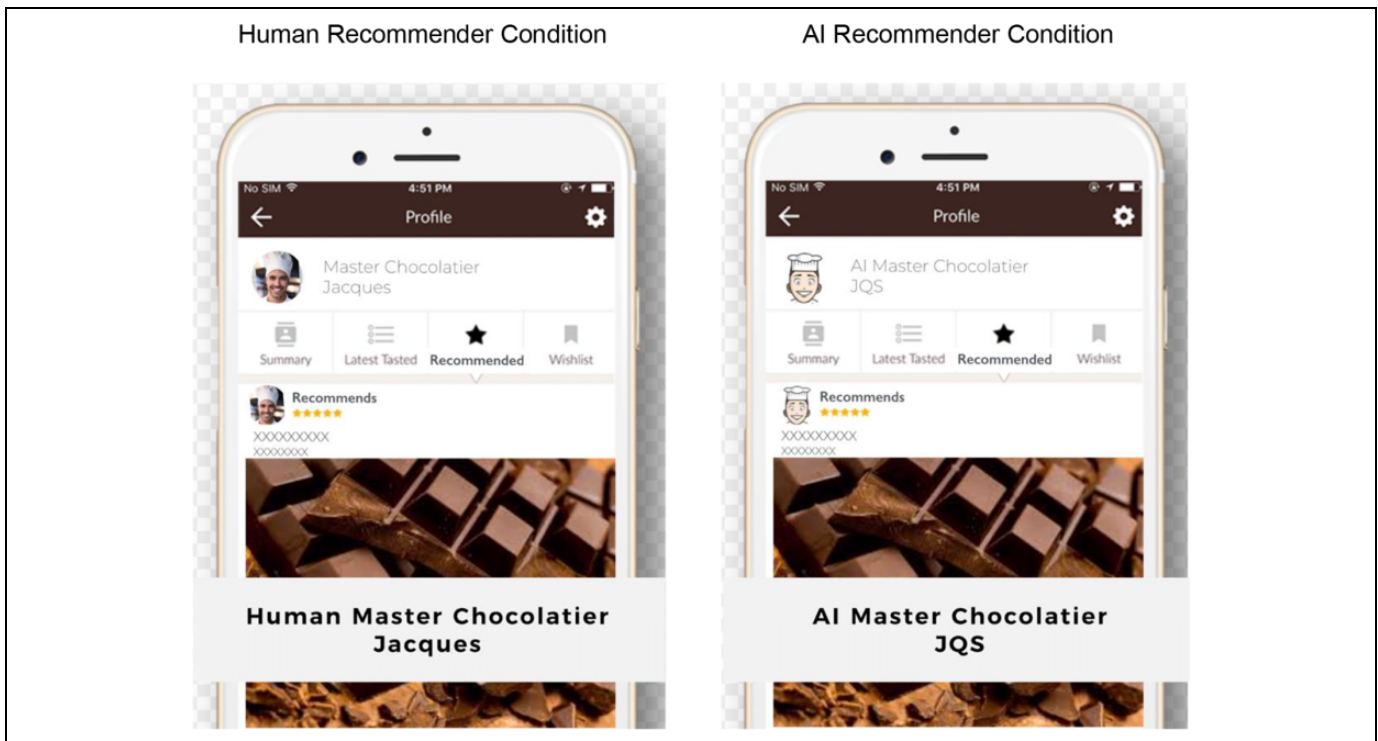 Human Recommender Condition
AI Recommender Condition
No SIM
4:51 PM
Profile
Master Chocolatier
Jacques
Summary
Latest Tasted
Recommended
Wishlist
Recommends
XXXXXXXXX
XXXXXXXX
Human Master Chocolatier
Jacques
No SIM
4:51 PM
Profile
AI Master Chocolatier
JQS
Summary
Latest Tasted
Recommended
Wishlist
Recommends
XXXXXXXXX
XXXXXXXX
AI Master Chocolatier
JQS